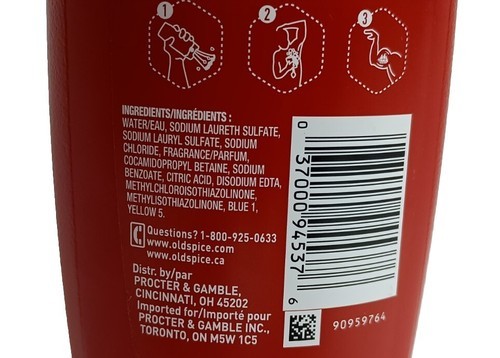 1 2 3
INGREDIENTS/INGRÉDIENTS :
WATER/EAU, SODIUM LAURETH SULFATE,
SODIUM LAURYL SULFATE, SODIUM
CHLORIDE, FRAGRANCE/PARFUM,
COCAMIDOPROPYL BETAINE, SODIUM
BENZOATE, CITRIC ACID, DISODIUM EDTA,
METHYLCHLOROISOTHIAZOLINONE,
METHYLISOTHIAZOLINONE, BLUE 1,
YELLOW 5.
Questions? 1-800-925-0633
www.oldspice.com
www.oldspice.ca
Distr. by/par
PROCTER & GAMBLE,
CINCINNATI, OH 45202
Imported for/Importé pour
PROCTER & GAMBLE INC.,
TORONTO, ON M5W 1C5
0 37000 94537 6
90959764